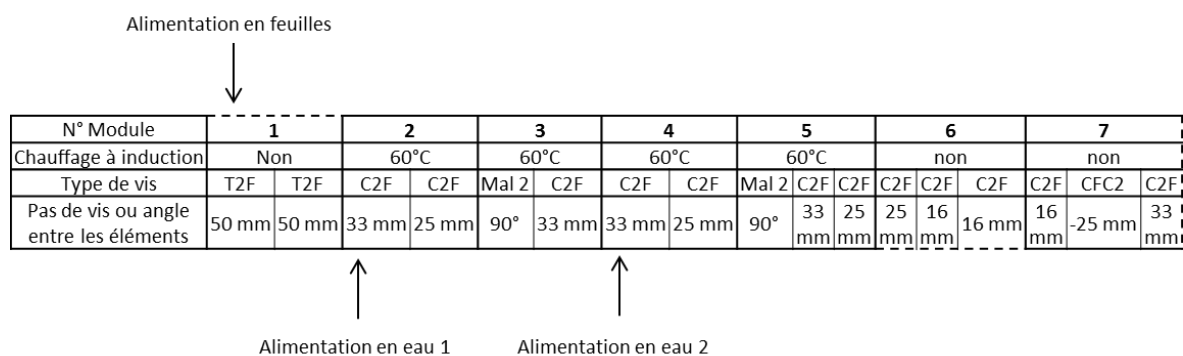 Alimentation en feuilles
N° Module 1 2 3 4 5 6 7
Chauffage à induction Non 60°C 60°C 60°C 60°C non non
Type de vis T2F T2F C2F C2F Mal 2 C2F C2F C2F Mal 2 C2F C2F C2F C2F C2F C2F CFC2 C2F
Pas de vis ou angle
entre les éléments 50 mm 50 mm 33 mm 25 mm 90° 33 mm 33 mm 25 mm 90° 33 mm 25 mm 25 mm 16 mm 16 mm 16 mm -25 mm 33 mm
Alimentation en eau 1 Alimentation en eau 2